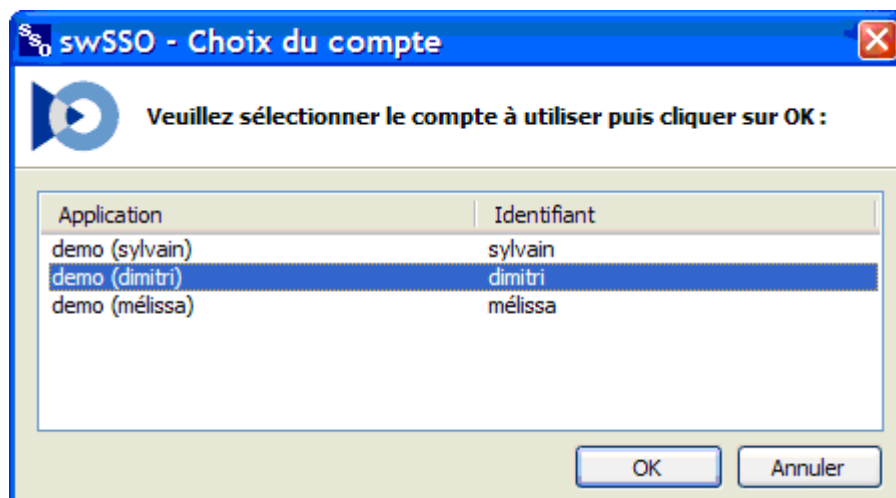 SSO swSSO - Choix du compte
Veuillez sélectionner le compte à utiliser puis cliquer sur OK :
Application Identifiant
demo (sylvain) sylvain
demo (dimitri) dimitri
demo (mélissa) mélissa
OK Annuler